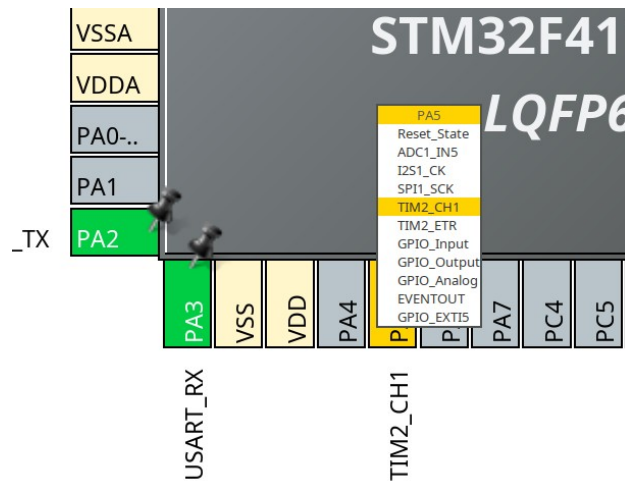 VSSA
VDDA
PA0-..
PA1
_TX PA2
STM32F41
LQFP6
PA5
Reset_State
ADC1_IN5
I2S1_CK
SPI1_SCK
TIM2_CH1
TIM2_ETR
GPIO_Input
GPIO_Output
GPIO_Analog
EVENTOUT
GPIO_EXTI5
PA3
VSS
VDD
PA4
PA7
PC4
PC5
USART_RX
TIM2_CH1